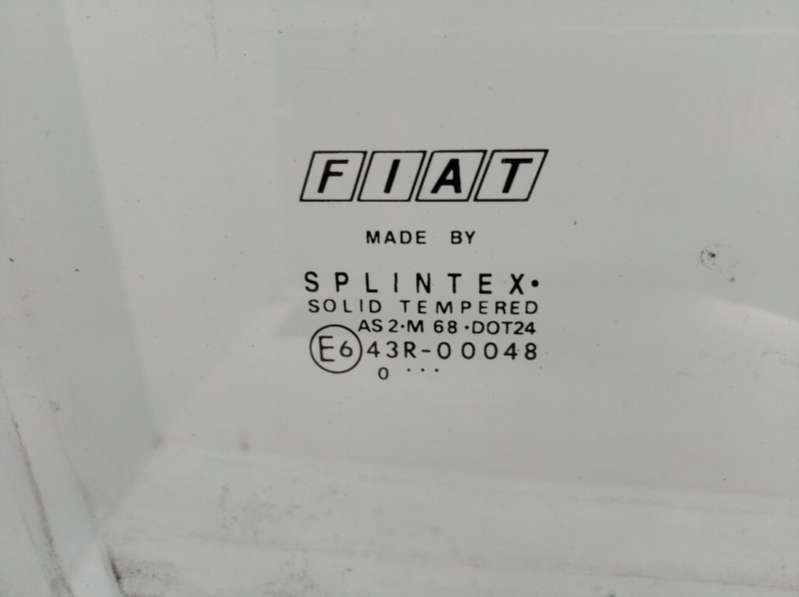 FIAT
MADE BY
SPLINTEX•
SOLID TEMPERED
AS2•M 68•DOT24
E6 43R-00048
0 •••